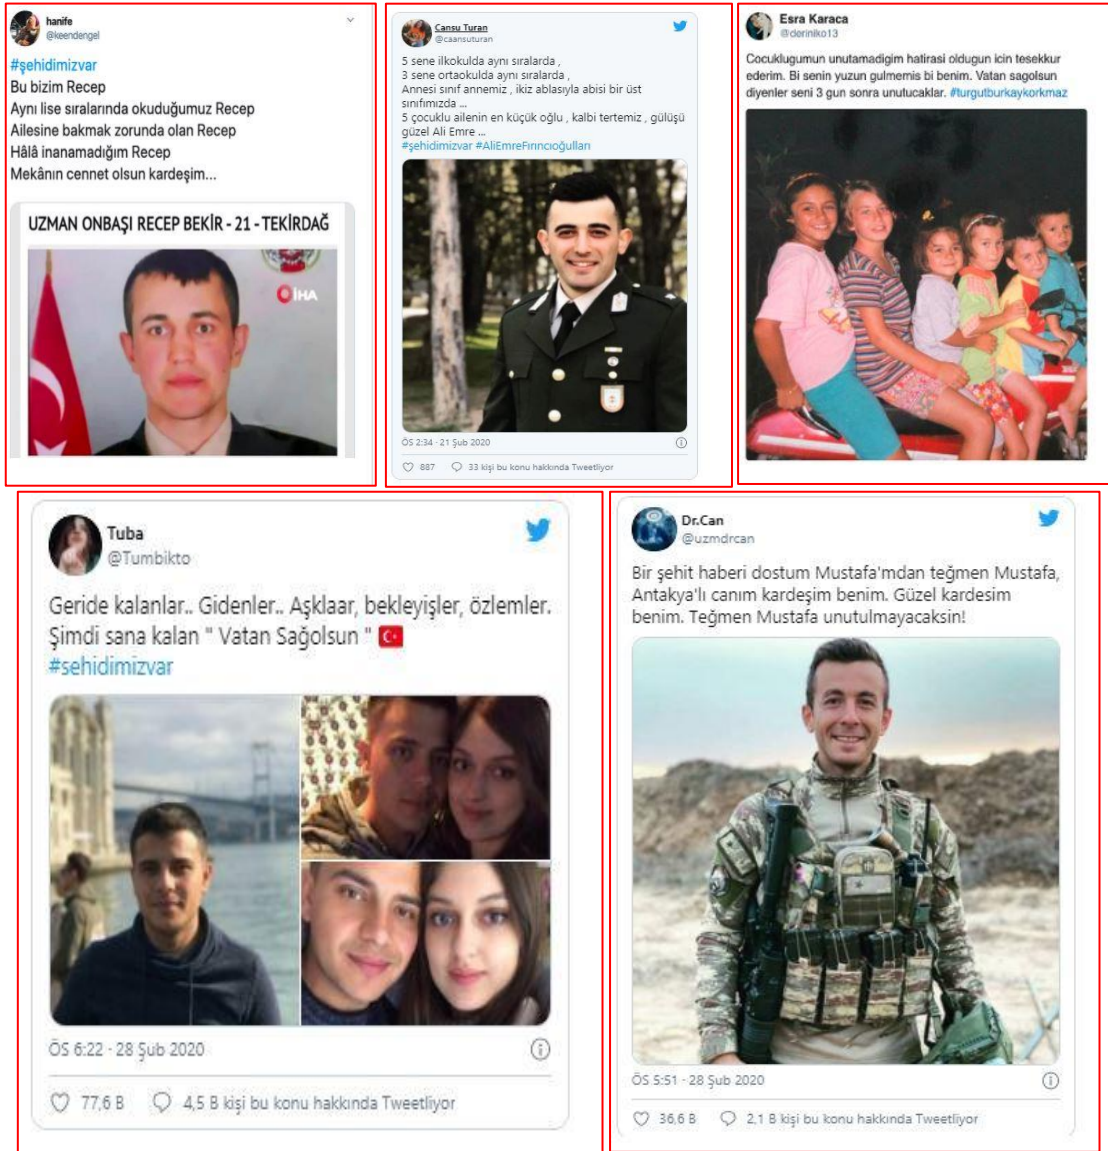 hanife
@keendengel
#şehidimizvar
Bu bizim Recep
Aynı lise sıralarında okuduğumuz Recep
Ailesine bakmak zorunda olan Recep
Hâlâ inanamadığım Recep
Mekânın cennet olsun kardeşim...
UZMAN ONBAŞI RECEP BEKİR - 21 - TEKİRDAĞ
İHA
Cansu Turan
@caansuturan
5 sene ilkokulda aynı sıralarda ,
3 sene ortaokulda aynı sıralarda ,
Annesi sınıf annemiz , ikiz ablasıyla abisi bir üst
sınıfımızda ...
5 çocuklu ailenin en küçük oğlu , kalbi tertemiz , gülüşü
güzel Ali Emre ...
#şehidimizvar #AliEmreFırıncıoğulları
ÖS 2:34 · 21 Şub 2020
887 33 kişi bu konu hakkında Tweetliyor
Esra Karaca
@deriniko13
Cocuklugumun unutamadigim hatirasi oldugun icin tesekkur
ederim. Bi senin yuzun gulmemis bi benim. Vatan sagolsun
diyenler seni 3 gun sonra unutucaklar. #turgutburkaykorkmaz
Tuba
@Tumbikto
Geride kalanlar.. Gidenler.. Aşklaar, bekleyişler, özlemler.
Şimdi sana kalan " Vatan Sağolsun "
#sehidimizvar
ÖS 6:22 · 28 Şub 2020
77,6 B 4,5 B kişi bu konu hakkında Tweetliyor
Dr.Can
@uzmdrcan
Bir şehit haberi dostum Mustafa'mdan teğmen Mustafa,
Antakya'lı canım kardeşim benim. Güzel kardesim
benim. Teğmen Mustafa unutulmayacaksin!
ÖS 5:51 · 28 Şub 2020
36,6 B 2,1 B kişi bu konu hakkında Tweetliyor